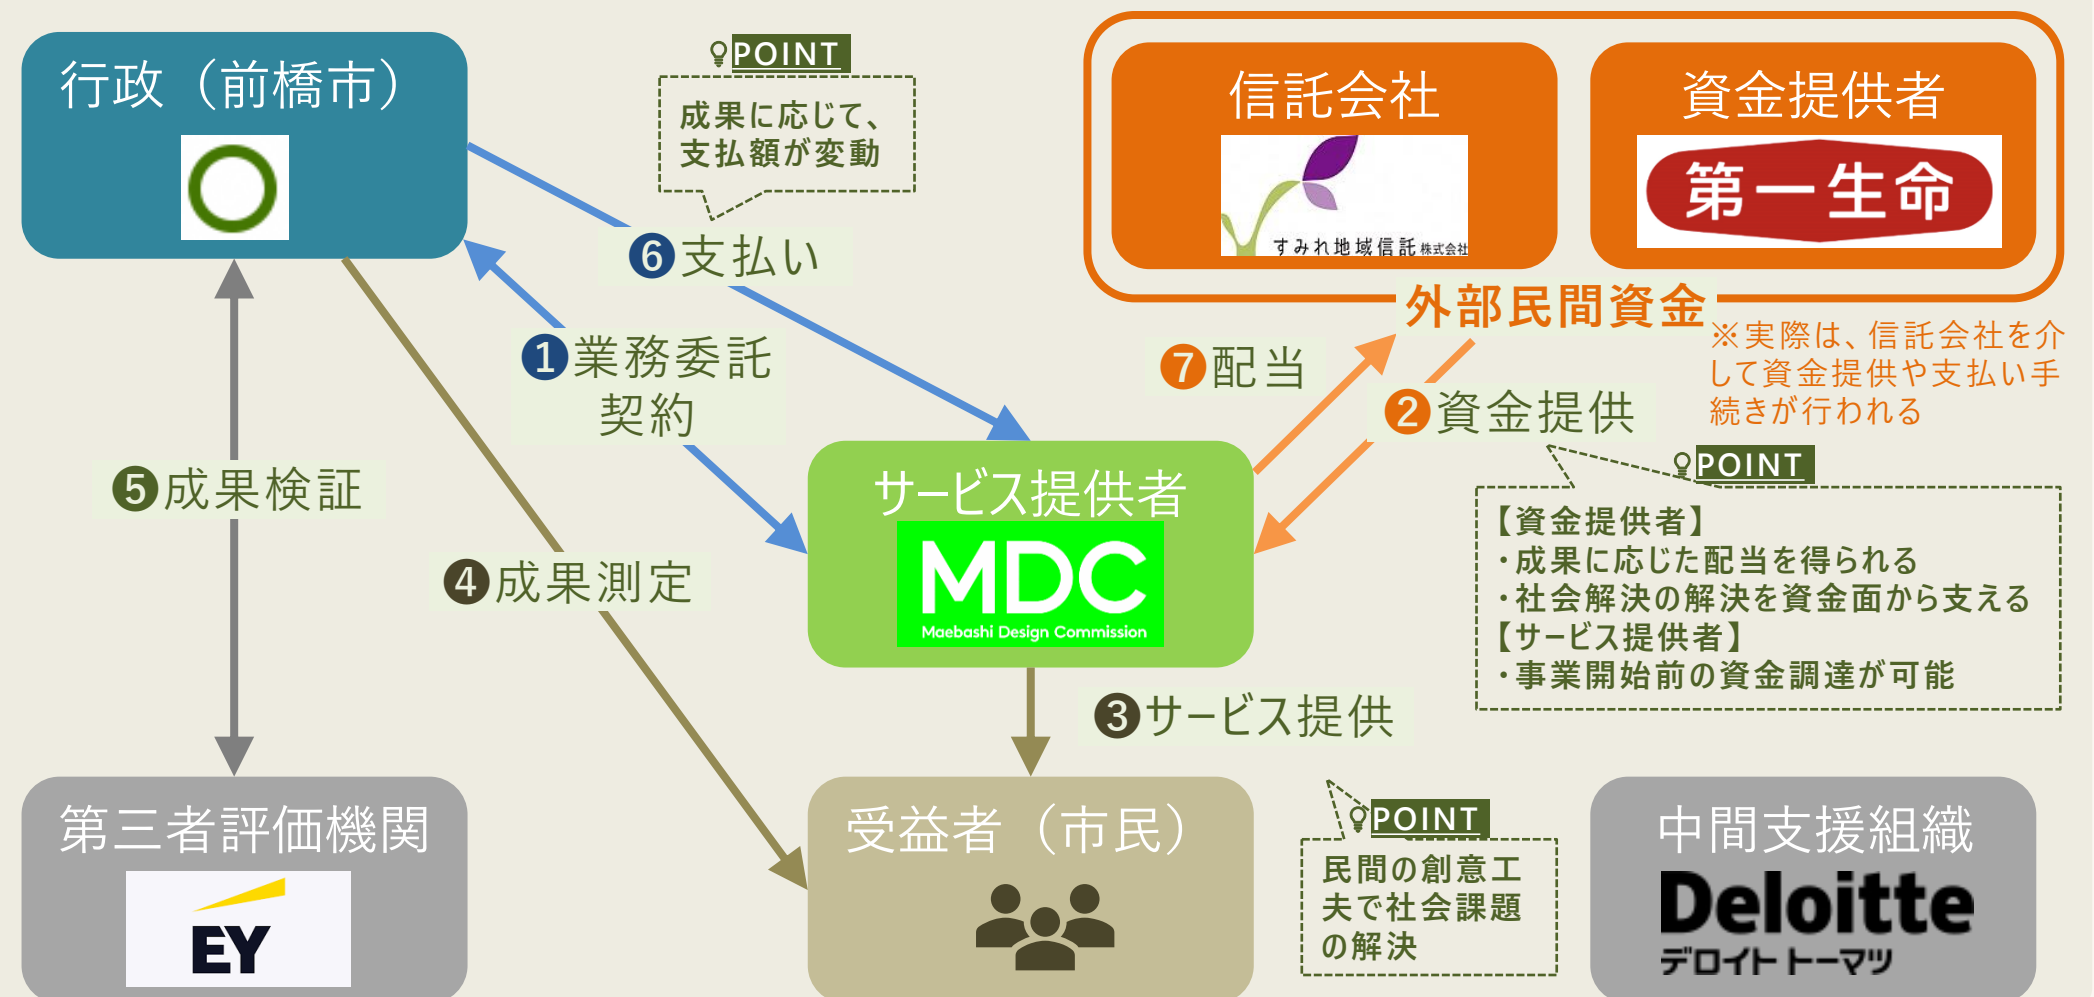 行政（前橋市）
POINT
成果に応じて、
支払額が変動
信託会社
すみれ地域信託株式会社
資金提供者
第一生命
外部民間資金
※実際は、信託会社を介
して資金提供や支払い手
続きが行われる
❻支払い
❶業務委託
契約
❼配当
❷資金提供
POINT
【資金提供者】
・成果に応じた配当を得られる
・社会解決の解決を資金面から支える
【サービス提供者】
・事業開始前の資金調達が可能
サービス提供者
MDC
Maebashi Design Commission
❺成果検証
❹成果測定
❸サービス提供
第三者評価機関
EY
受益者（市民）
POINT
民間の創意工
夫で社会課題
の解決
中間支援組織
Deloitte
デロイト トーマツ